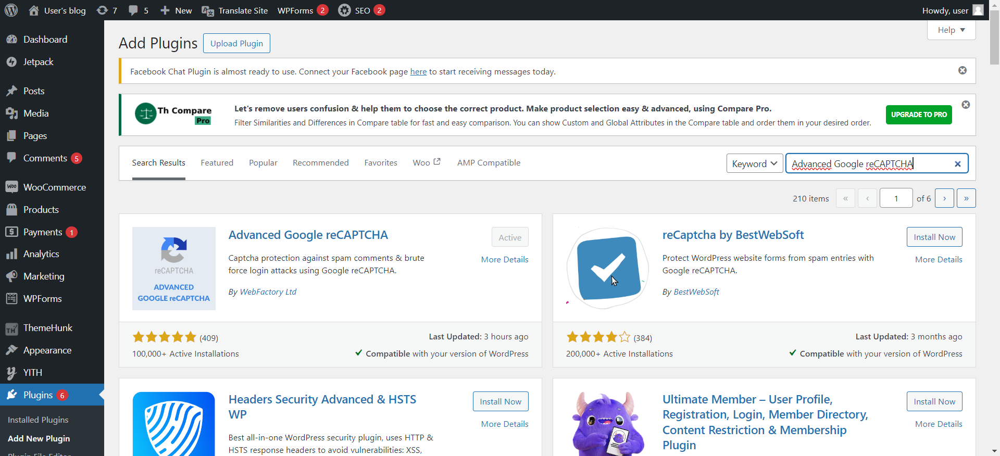 User's blog 7 5 New Translate Site WPForms 2 SEO 2 Howdy, user
Dashboard
Jetpack
Posts
Media
Pages
Comments 5
WooCommerce
Products
Payments 1
Analytics
Marketing
WPForms
ThemeHunk
Appearance
YITH
Plugins 6
Installed Plugins
Add New Plugin
Plugin File Editor
Help
Add Plugins Upload Plugin
Facebook Chat Plugin is almost ready to use. Connect your Facebook page here to start receiving messages today.
Th Compare
Pro
Let's remove users confusion & help them to choose the correct product. Make product selection easy & advanced, using Compare Pro.
Filter Similarities and Differences in Compare table for fast and easy comparison. You can show Custom and Global Attributes in the Compare table and order them in your desired order.
UPGRADE TO PRO
Search Results Featured Popular Recommended Favorites Woo AMP Compatible Keyword Advanced Google reCAPTCHA
210 items « ‹ 1 of 6 › »
reCAPTCHA
ADVANCED
GOOGLE reCAPTCHA
Advanced Google reCAPTCHA
Active
More Details
Captcha protection against spam comments & brute
force login attacks using Google reCAPTCHA.
By WebFactory Ltd
(409)
Last Updated: 3 hours ago
100,000+ Active Installations
Compatible with your version of WordPress
reCaptcha by BestWebSoft
Install Now
More Details
Protect WordPress website forms from spam entries with
Google reCAPTCHA.
By BestWebSoft
(384)
Last Updated: 3 months ago
200,000+ Active Installations
Compatible with your version of WordPress
Headers Security Advanced & HSTS
WP
Install Now
More Details
Best all-in-one WordPress security plugin, uses HTTP &
HSTS response headers to avoid vulnerabilities: XSS,
Ultimate Member – User Profile,
Registration, Login, Member Directory,
Content Restriction & Membership
Plugin
Install Now
More Details